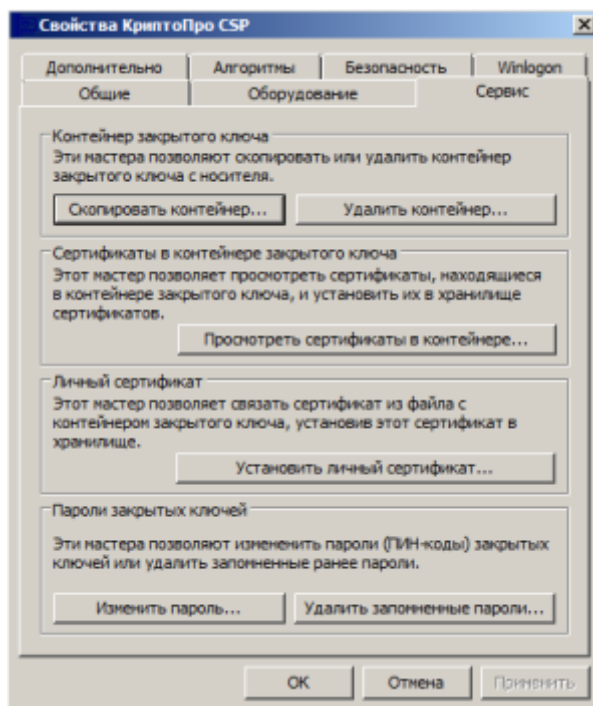 Свойства КриптоПро CSP
Дополнительно Алгоритмы Безопасность Winlogon
Общие Оборудование Сервис
Контейнер закрытого ключа
Эти мастера позволяют скопировать или удалить контейнер
закрытого ключа с носителя.
Скопировать контейнер... Удалить контейнер...
Сертификаты в контейнере закрытого ключа
Этот мастер позволяет просмотреть сертификаты, находящиеся
в контейнере закрытого ключа, и установить их в хранилище
сертификатов.
Просмотреть сертификаты в контейнере...
Личный сертификат
Этот мастер позволяет связать сертификат из файла с
контейнером закрытого ключа, установив этот сертификат в
хранилище.
Установить личный сертификат...
Пароли закрытых ключей
Эти мастера позволяют измененить пароли (ПИН-коды) закрытых
ключей или удалить запомненные ранее пароли.
Изменить пароль... Удалить запомненные пароли...
ОК Отмена Применить